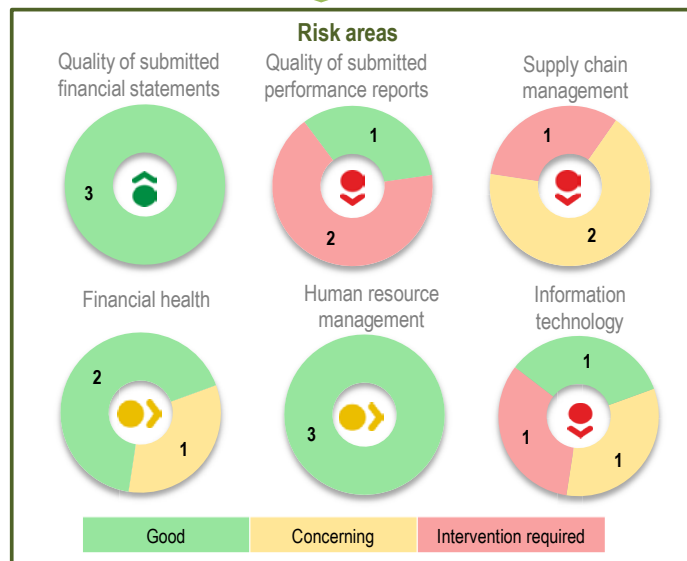 Risk areas
Quality of submitted
financial statements
3
Quality of submitted
performance reports
1
2
Supply chain
management
1
2
Financial health
2
1
Human resource
management
3
Information
technology
1
1
1
Good
Concerning
Intervention required